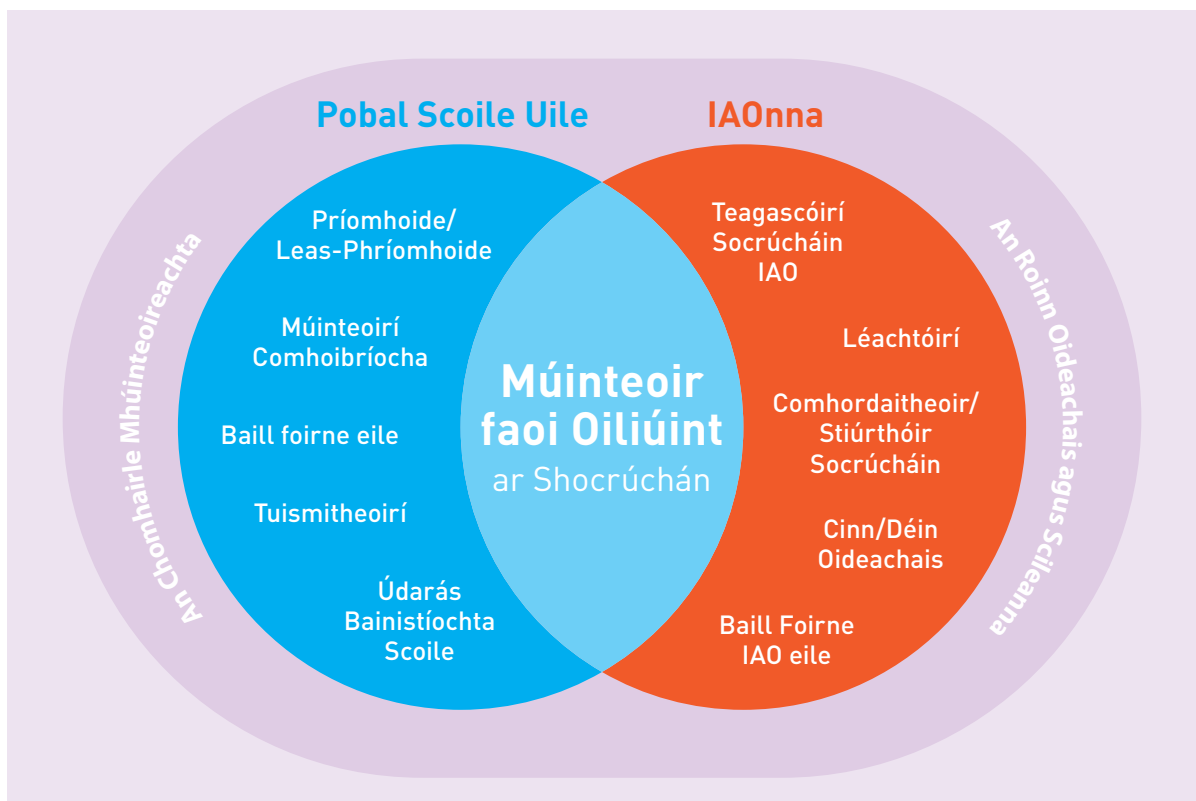 Pobal Scoile Uile
IAOnna
An Chomhairle Mhúinteoireachta
Príomhoide/
Leas-Phríomhoide
Múinteoirí
Comhoibríocha
Baill foirne eile
Tuismitheoirí
Údarás
Bainistíochta
Scoile
Múinteoir
faoi Oiliúint
ar Shocrúchán
Teagascóirí
Socrúcháin
IAO
Léachtóirí
Comhordaitheoir/
Stiúrthóir
Socrúcháin
Cinn/Déin
Oideachais
Baill Foirne
IAO eile
An Roinn Oideachais agus Scileanna